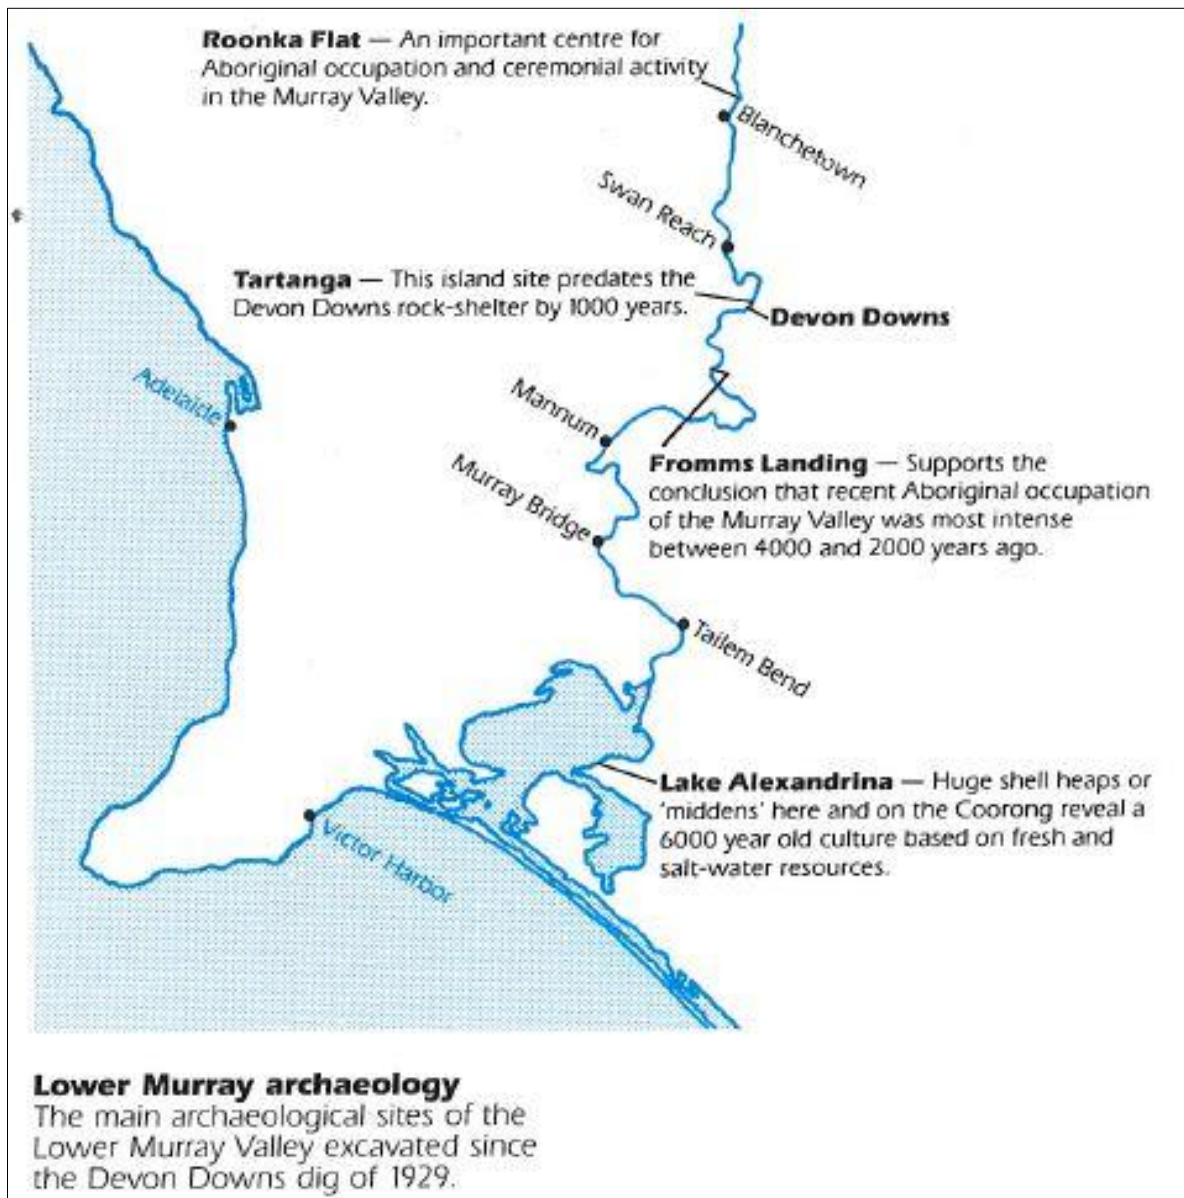 Roonka Flat — An important centre for
Aboriginal occupation and ceremonial activity
in the Murray Valley.
Blanchetown
Swan Reach
Tartanga — This island site predates the
Devon Downs rock-shelter by 1000 years.
Devon Downs
Adelaide
Mannum
Murray Bridge
Fromms Landing — Supports the
conclusion that recent Aboriginal occupation
of the Murray Valley was most intense
between 4000 and 2000 years ago.
Tailem Bend
Lake Alexandrina — Huge shell heaps or
'middens' here and on the Coorong reveal a
6000 year old culture based on fresh and
salt-water resources.
Victor Harbor
Lower Murray archaeology
The main archaeological sites of the
Lower Murray Valley excavated since
the Devon Downs dig of 1929.